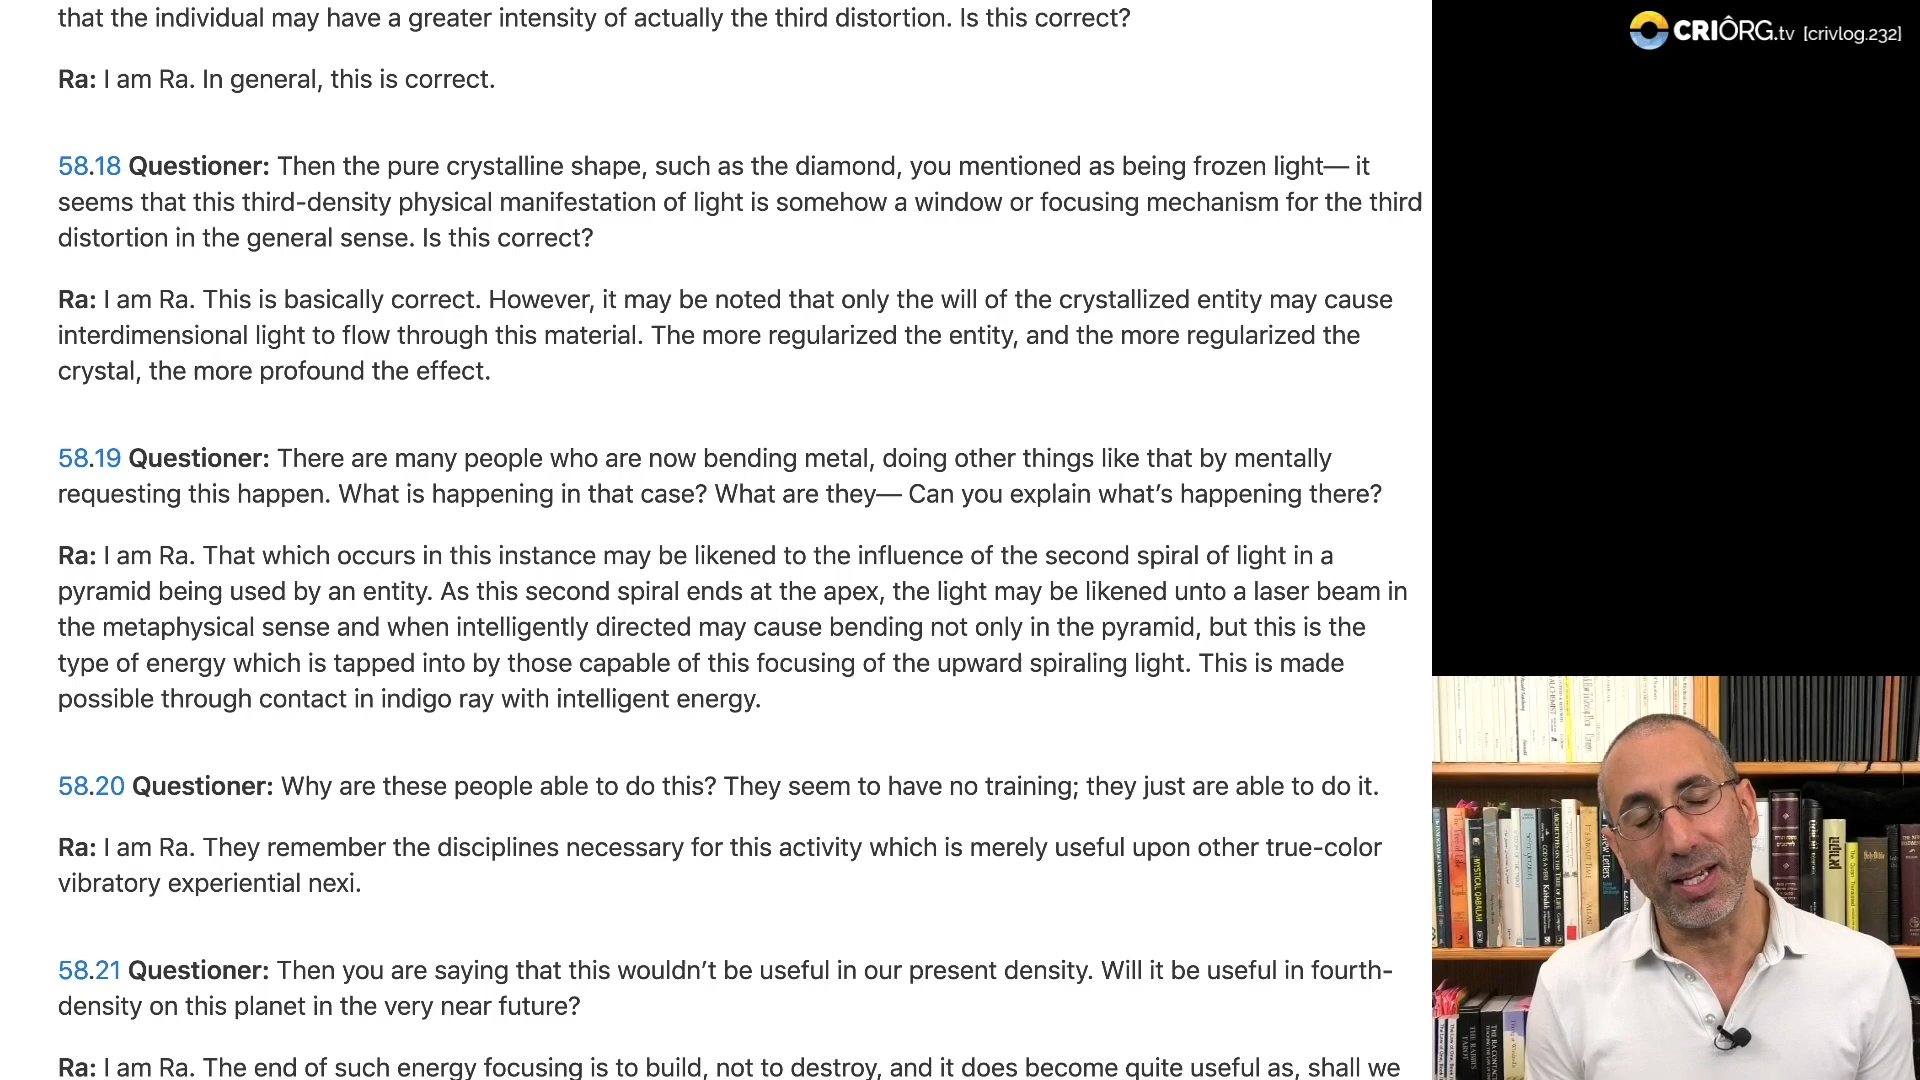 that the individual may have a greater intensity of actually the third distortion. Is this correct?
CRIÔRG.tv [crivlog.232]
Ra: I am Ra. In general, this is correct.
58.18 Questioner: Then the pure crystalline shape, such as the diamond, you mentioned as being frozen light— it
seems that this third-density physical manifestation of light is somehow a window or focusing mechanism for the third
distortion in the general sense. Is this correct?
Ra: I am Ra. This is basically correct. However, it may be noted that only the will of the crystallized entity may cause
interdimensional light to flow through this material. The more regularized the entity, and the more regularized the
crystal, the more profound the effect.
58.19 Questioner: There are many people who are now bending metal, doing other things like that by mentally
requesting this happen. What is happening in that case? What are they— Can you explain what’s happening there?
Ra: I am Ra. That which occurs in this instance may be likened to the influence of the second spiral of light in a
pyramid being used by an entity. As this second spiral ends at the apex, the light may be likened unto a laser beam in
the metaphysical sense and when intelligently directed may cause bending not only in the pyramid, but this is the
type of energy which is tapped into by those capable of this focusing of the upward spiraling light. This is made
possible through contact in indigo ray with intelligent energy.
58.20 Questioner: Why are these people able to do this? They seem to have no training; they just are able to do it.
Ra: I am Ra. They remember the disciplines necessary for this activity which is merely useful upon other true-color
vibratory experiential nexi.
58.21 Questioner: Then you are saying that this wouldn’t be useful in our present density. Will it be useful in fourth-
density on this planet in the very near future?
Ra: I am Ra. The end of such energy focusing is to build, not to destroy, and it does become quite useful as, shall we
ALCHEMIST
MYSTICAL QABALAH
Kabbalah
THE RA CONTACT
TAROT